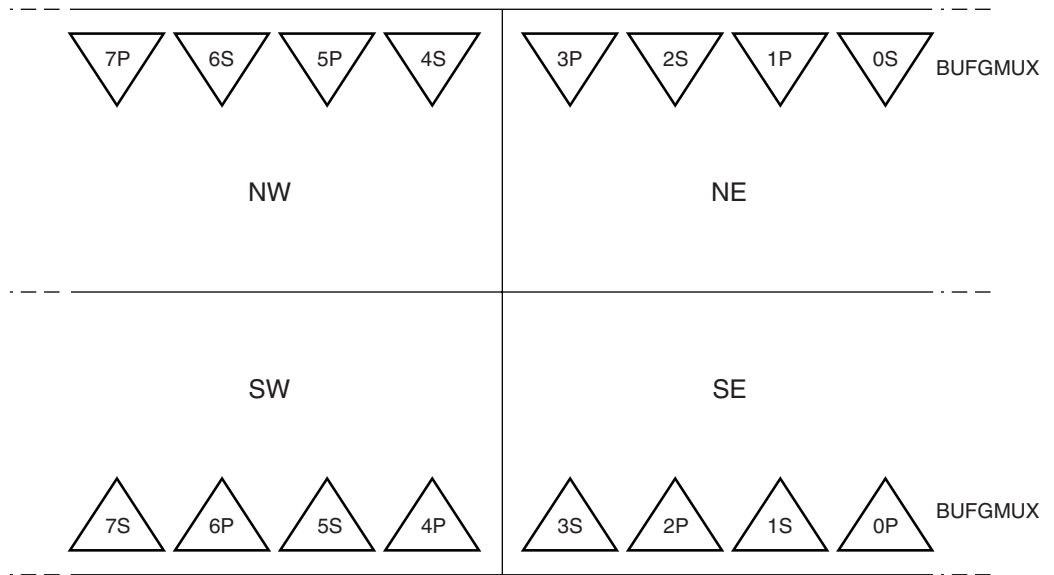 7P 6S 5P 4S 3P 2S 1P 0S BUFGMUX
NW NE
SW SE
7S 6P 5S 4P 3S 2P 1S 0P BUFGMUX